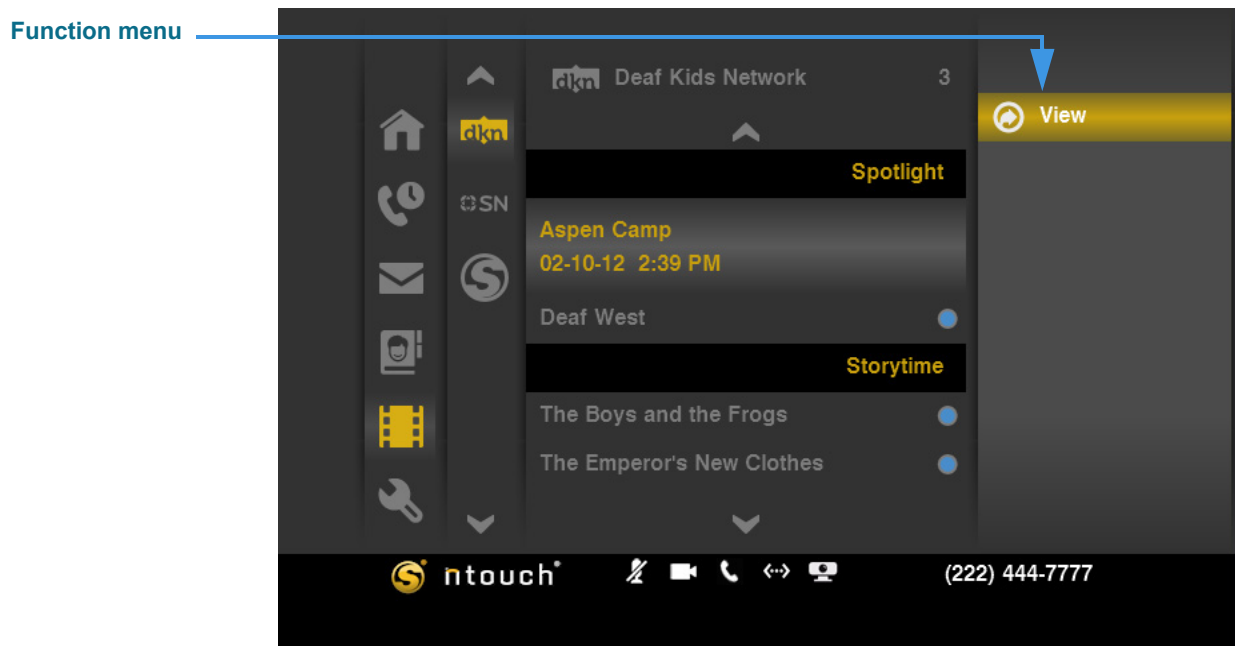 Function menu
dkn Deaf Kids Network 3
View
dkn
Spotlight
SN
Aspen Camp
02-10-12 2:39 PM
Deaf West
Storytime
The Boys and the Frogs
The Emperor's New Clothes
S ntouch® (222) 444-7777